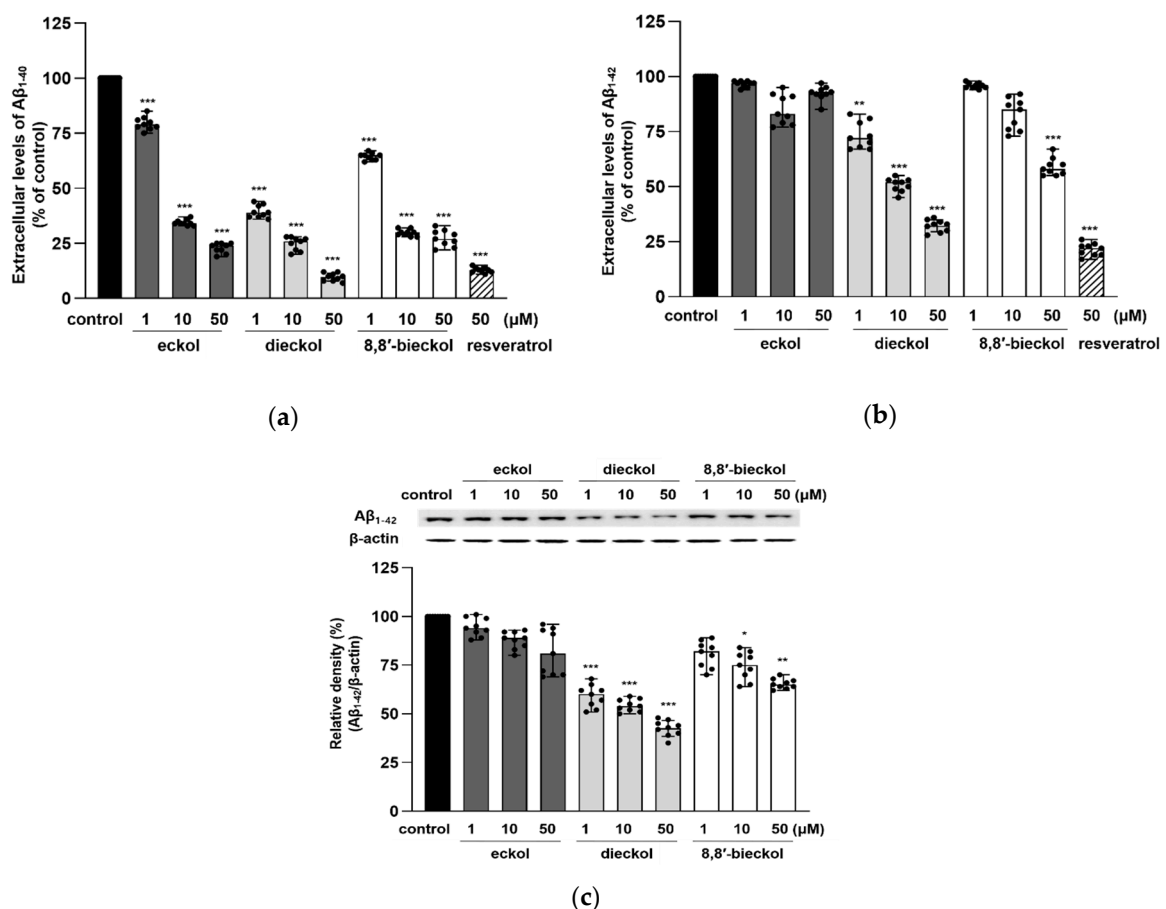 125
100
75
50
25
0
Extracellular levels of Aβ1-40
(% of control)
***
***
***
***
***
***
***
***
***
***
control 1 10 50 1 10 50 1 10 50 50 (µM)
eckol dieckol 8,8′-bieckol resveratrol
(a)
125
100
75
50
25
0
Extracellular levels of Aβ1-42
(% of control)
**
***
***
***
***
control 1 10 50 1 10 50 1 10 50 50 (µM)
eckol dieckol 8,8′-bieckol resveratrol
(b)
eckol dieckol 8,8′-bieckol
control 1 10 50 1 10 50 1 10 50 (µM)
Aβ1-42
β-actin
125
100
75
50
25
0
Relative density (%)
(Aβ1-42/β-actin)
***
***
***
*
**
control 1 10 50 1 10 50 1 10 50 (µM)
eckol dieckol 8,8′-bieckol
(c)